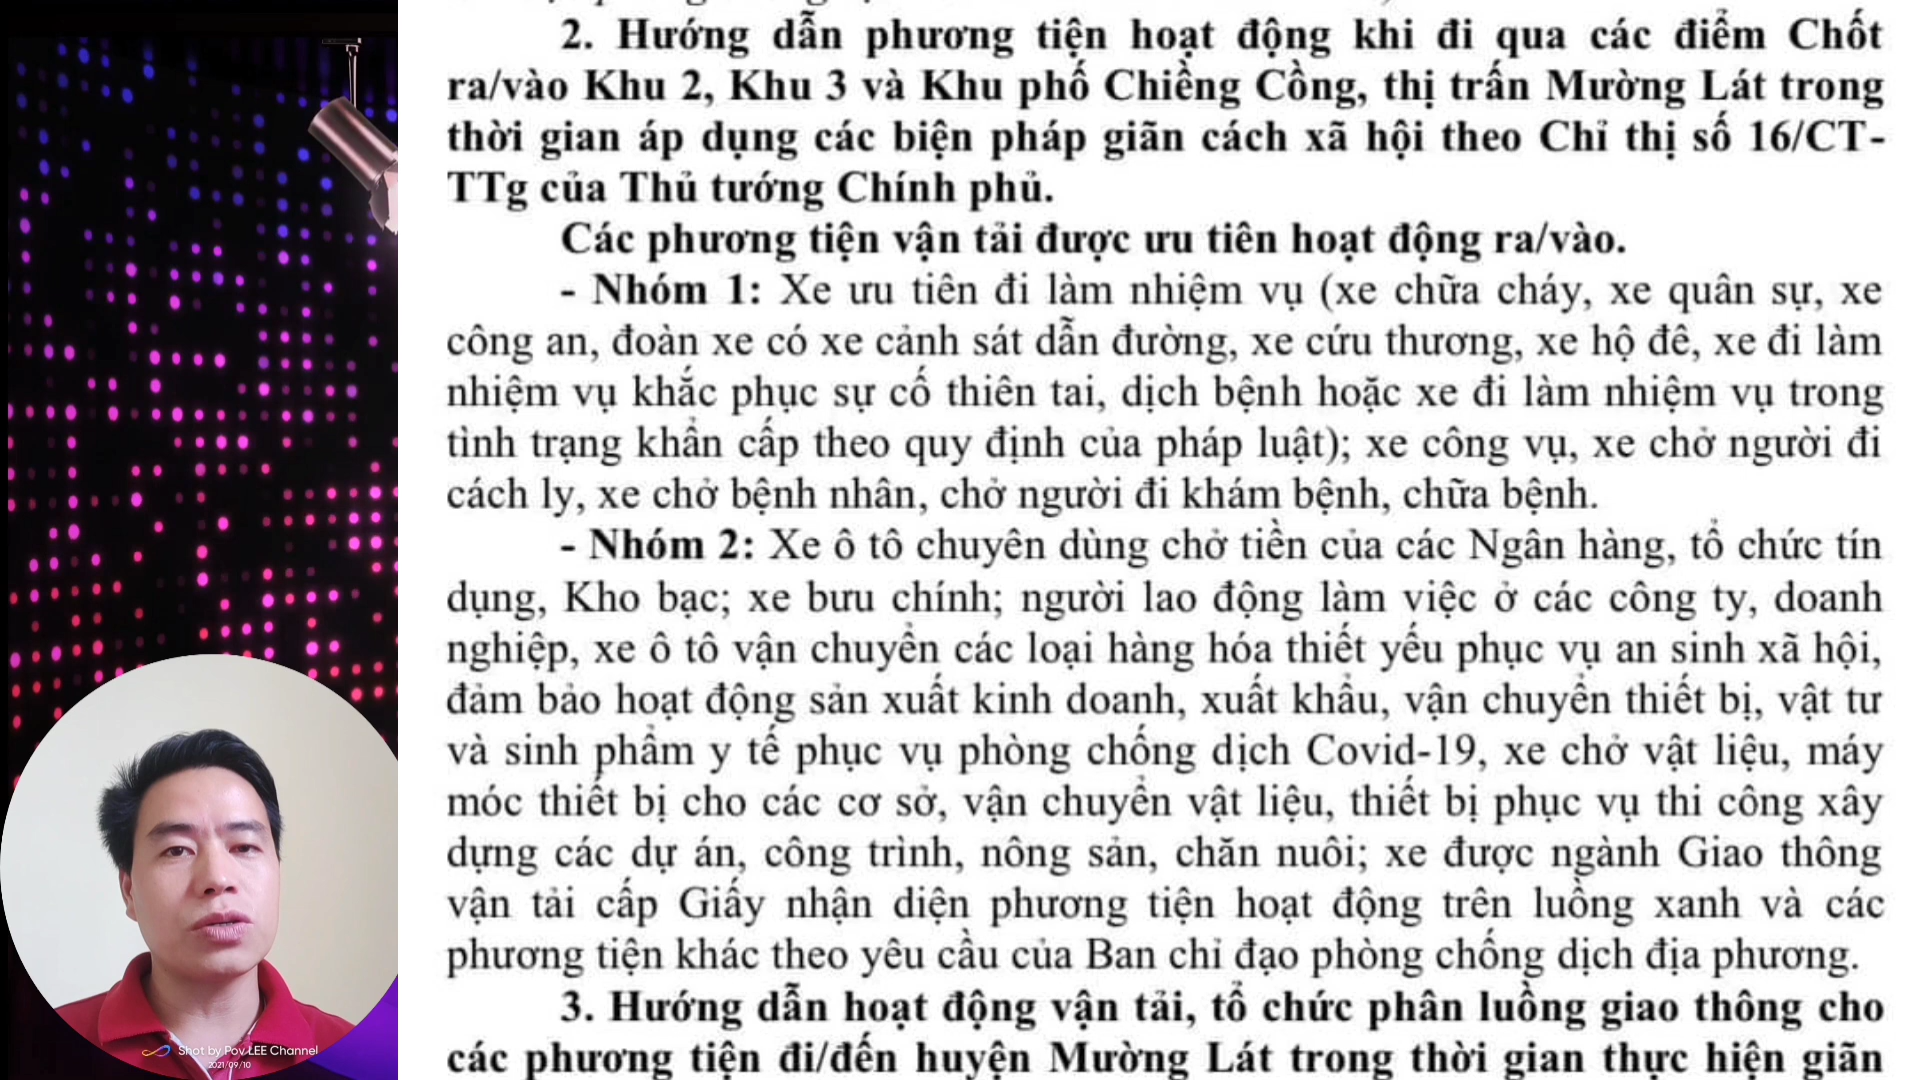 2. Hướng dẫn phương tiện hoạt động khi đi qua các điểm Chốt
ra/vào Khu 2, Khu 3 và Khu phố Chiềng Cồng, thị trấn Mường Lát trong
thời gian áp dụng các biện pháp giãn cách xã hội theo Chỉ thị số 16/CT-
TTg của Thủ tướng Chính phủ.
Các phương tiện vận tải được ưu tiên hoạt động ra/vào.
- Nhóm 1: Xe ưu tiên đi làm nhiệm vụ (xe chữa cháy, xe quân sự, xe
công an, đoàn xe có xe cảnh sát dẫn đường, xe cứu thương, xe hộ đê, xe đi làm
nhiệm vụ khắc phục sự cố thiên tai, dịch bệnh hoặc xe đi làm nhiệm vụ trong
tình trạng khẩn cấp theo quy định của pháp luật); xe công vụ, xe chở người đi
cách ly, xe chở bệnh nhân, chở người đi khám bệnh, chữa bệnh.
- Nhóm 2: Xe ô tô chuyên dùng chở tiền của các Ngân hàng, tổ chức tín
dụng, Kho bạc; xe bưu chính; người lao động làm việc ở các công ty, doanh
nghiệp, xe ô tô vận chuyển các loại hàng hóa thiết yếu phục vụ an sinh xã hội,
đảm bảo hoạt động sản xuất kinh doanh, xuất khẩu, vận chuyển thiết bị, vật tư
và sinh phẩm y tế phục vụ phòng chống dịch Covid-19, xe chở vật liệu, máy
móc thiết bị cho các cơ sở, vận chuyển vật liệu, thiết bị phục vụ thi công xây
dựng các dự án, công trình, nông sản, chăn nuôi; xe được ngành Giao thông
vận tải cấp Giấy nhận diện phương tiện hoạt động trên luồng xanh và các
phương tiện khác theo yêu cầu của Ban chỉ đạo phòng chống dịch địa phương.
3. Hướng dẫn hoạt động vận tải, tổ chức phân luồng giao thông cho
các phương tiện đi/đến huyện Mường Lát trong thời gian thực hiện giãn
Shot by Pov LEE Channel
2021/09/10